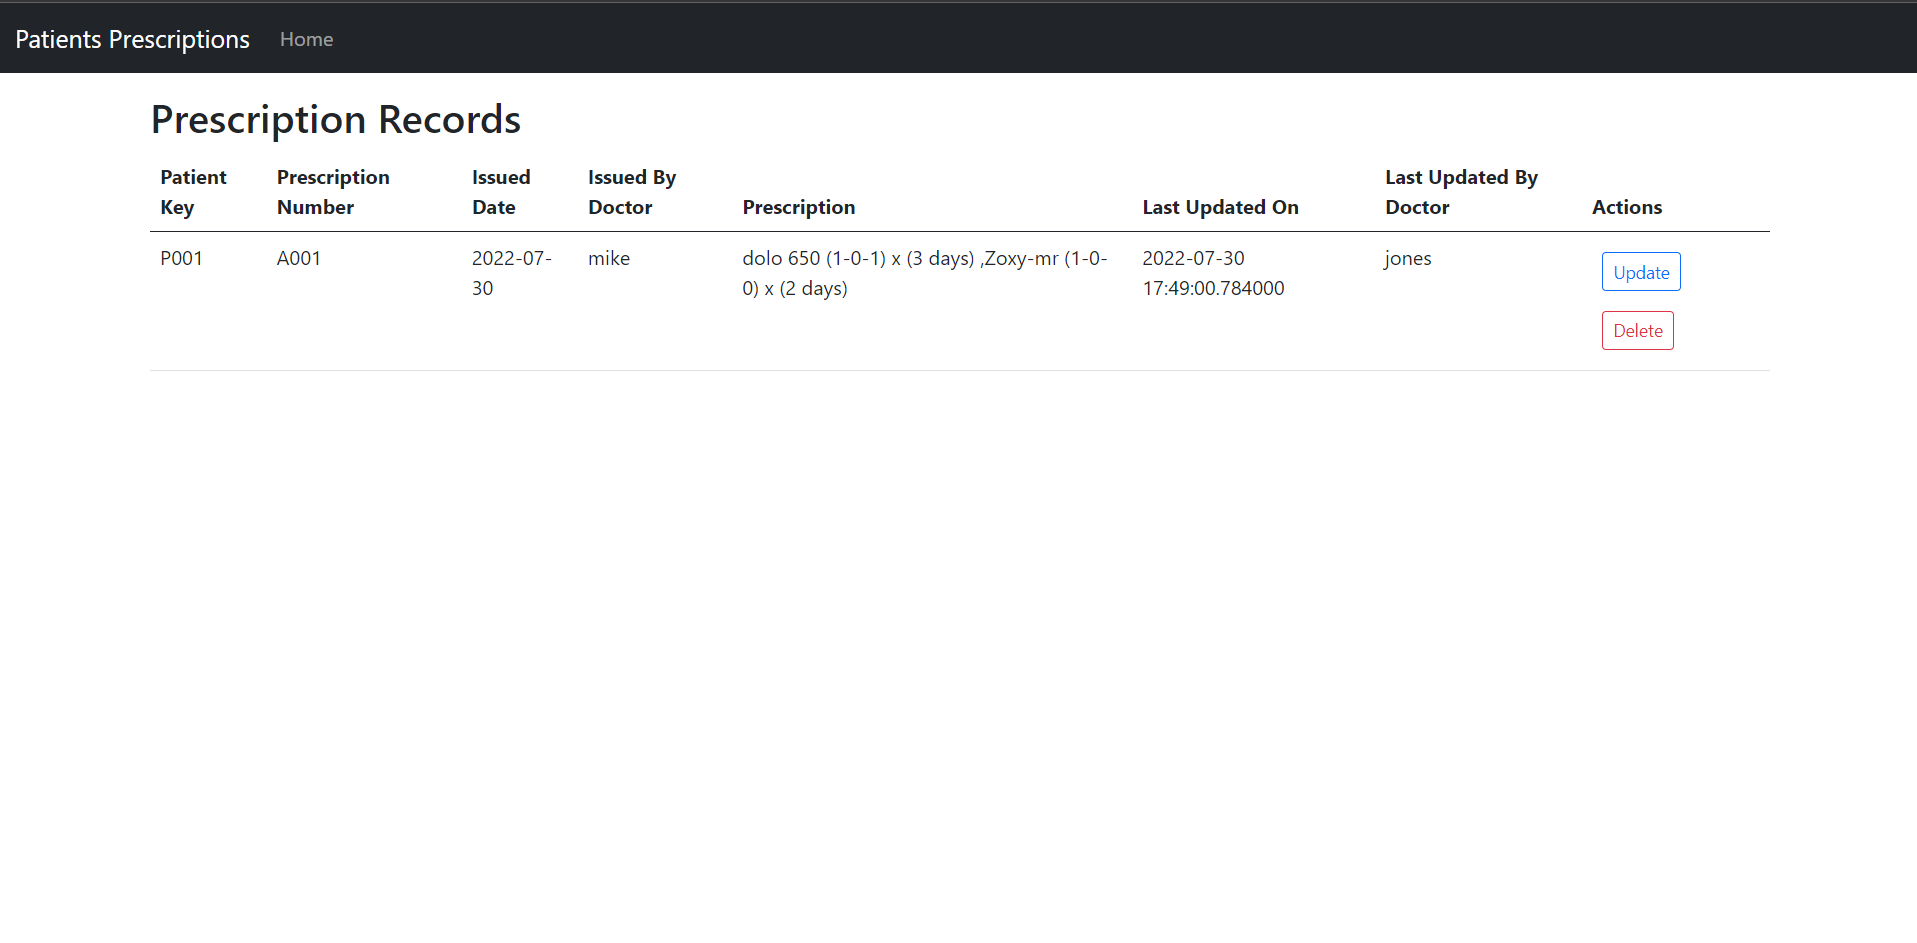 Patients Prescriptions Home
Prescription Records
Patient Key Prescription Number Issued Date Issued By Doctor Prescription Last Updated On Last Updated By Doctor Actions
P001 A001 2022-07-30 mike dolo 650 (1-0-1) x (3 days) ,Zoxy-mr (1-0-0) x (2 days) 2022-07-30 17:49:00.784000 jones Update
Delete